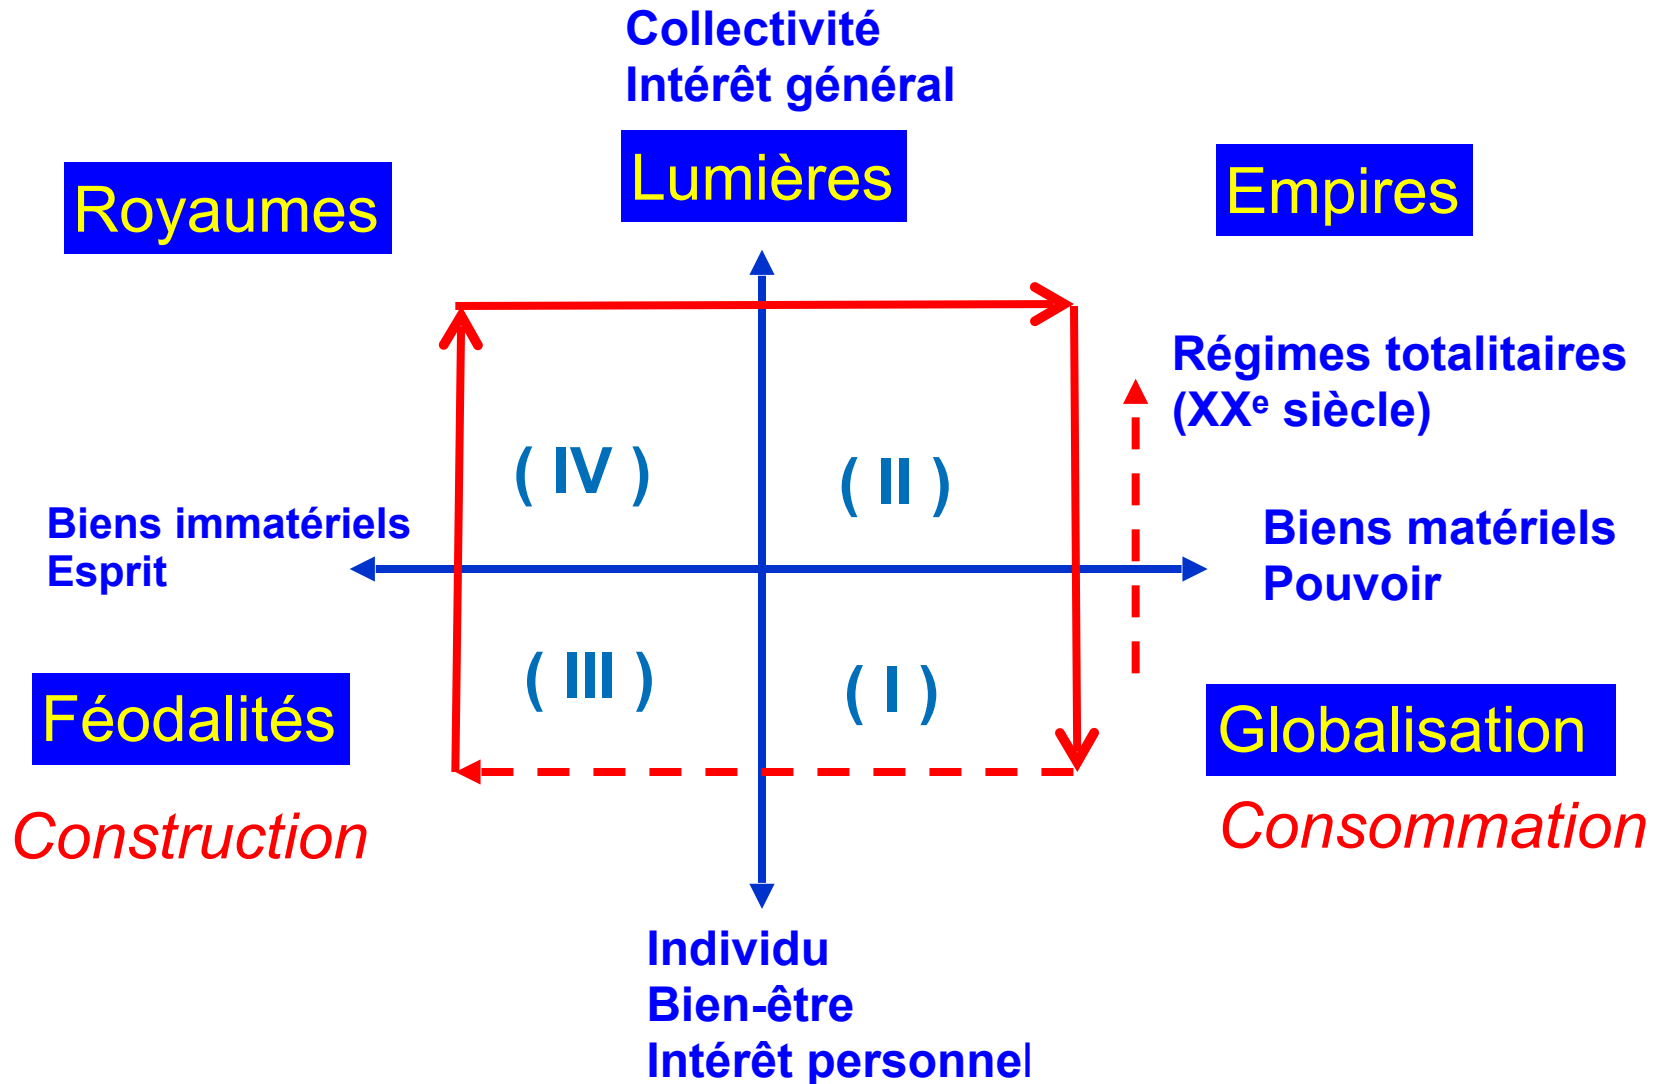 Collectivité
Intérêt général
Royaumes
Lumières
Empires
Régimes totalitaires
(XXe siècle)
( IV )
( II )
Biens immatériels
Esprit
Biens matériels
Pouvoir
( III )
( I )
Féodalités
Globalisation
Construction
Consommation
Individu
Bien-être
Intérêt personnel